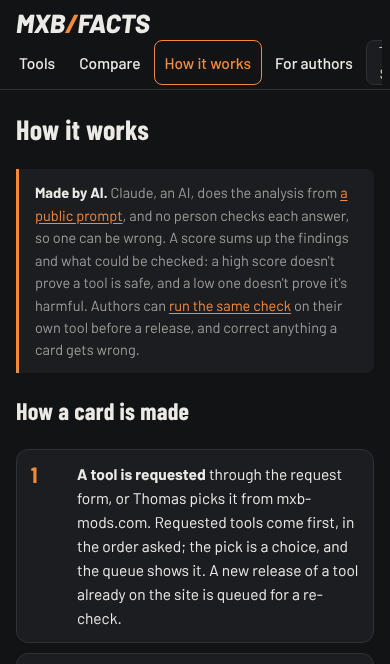 MXB/FACTS
Tools Compare How it works For authors
How it works
Made by AI. Claude, an AI, does the analysis from a
public prompt, and no person checks each answer,
so one can be wrong. A score sums up the findings
and what could be checked: a high score doesn't
prove a tool is safe, and a low one doesn't prove it's
harmful. Authors can run the same check on their
own tool before a release, and correct anything a
card gets wrong.
How a card is made
1
A tool is requested through the request
form, or Thomas picks it from mxb-
mods.com. Requested tools come first, in
the order asked; the pick is a choice, and
the queue shows it. A new release of a tool
already on the site is queued for a re-
check.